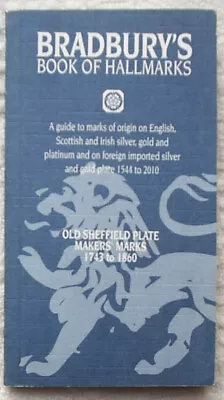 BRADBURY'S
BOOK OF HALLMARKS
A guide to marks of origin on English,
Scottish and Irish silver, gold and
platinum and on foreign imported silver
and gold plate 1544 to 2010
OLD SHEFFIELD PLATE
MAKERS' MARKS
1743 to 1860